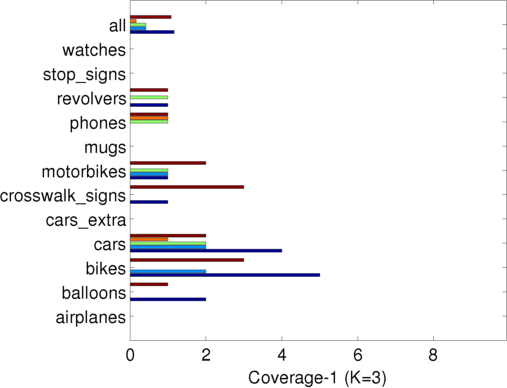 all
watches
stop_signs
revolvers
phones
mugs
motorbikes
crosswalk_signs
cars_extra
cars
bikes
balloons
airplanes
0 2 4 6 8
Coverage-1 (K=3)